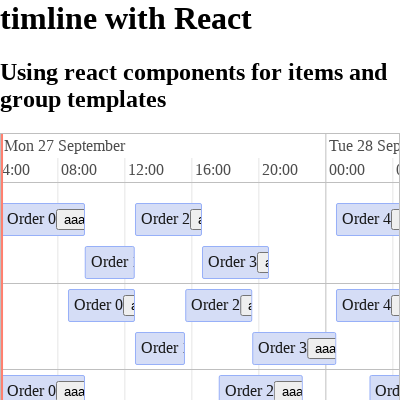 timline with React
Using react components for items and
group templates
Mon 27 September
Tue 28 Sep
4:00 08:00 12:00 16:00 20:00 00:00
Order 0 aaa Order 2 Order 4
Order Order 3
Order 0 Order 2 Order 4
Order Order 3 aaa
Order 0 aaa Order 2 aaa Ord